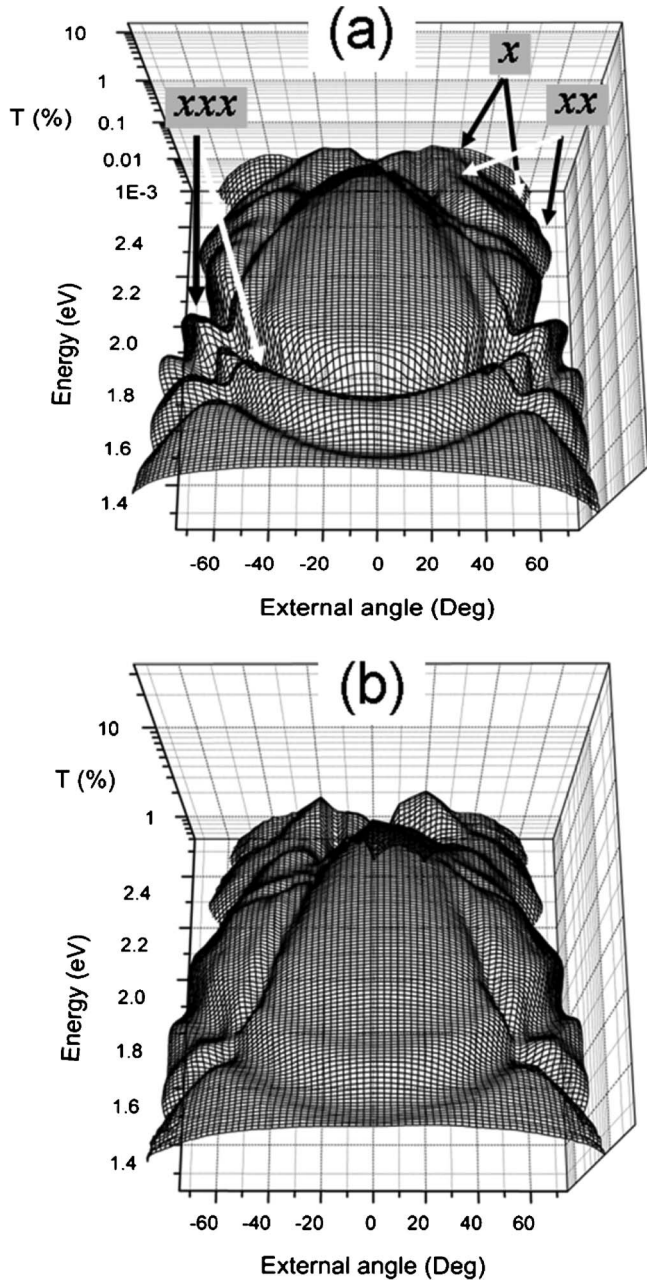 (a)
10
1
T (%)
0.1
0.01
1E-3
x
xx
xxx
2.4
2.2
2.0
1.8
1.6
1.4
Energy (eV)
-60 -40 -20 0 20 40 60
External angle (Deg)
(b)
10
T (%)
1
2.4
2.2
2.0
1.8
1.6
1.4
Energy (eV)
-60 -40 -20 0 20 40 60
External angle (Deg)